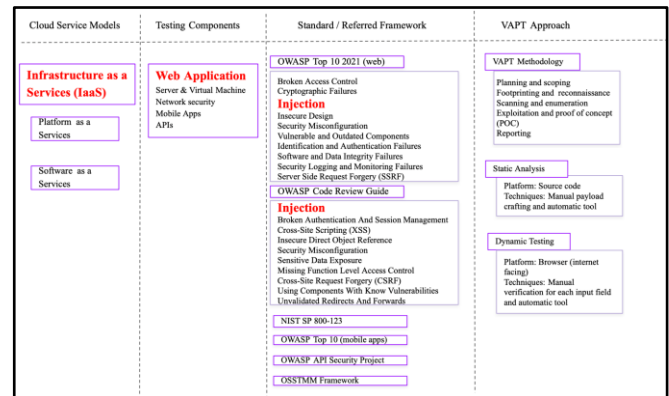 Cloud Service Models
Testing Components
Standard / Referred Framework
VAPT Approach
Infrastructure as a
Services (IaaS)
Platform as a
Services
Software as a
Services
Web Application
Server & Virtual Machine
Network security
Mobile Apps
APIs
OWASP Top 10 2021 (web)
Broken Access Control
Cryptographic Failures
Injection
Insecure Design
Security Misconfiguration
Vulnerable and Outdated Components
Identification and Authentication Failures
Software and Data Integrity Failures
Security Logging and Monitoring Failures
Server Side Request Forgery (SSRF)
OWASP Code Review Guide
Injection
Broken Authentication And Session Management
Cross-Site Scripting (XSS)
Insecure Direct Object Reference
Security Misconfiguration
Sensitive Data Exposure
Missing Function Level Access Control
Cross-Site Request Forgery (CSRF)
Using Components With Know Vulnerabilities
Unvalidated Redirects And Forwards
NIST SP 800-123
OWASP Top 10 (mobile apps)
OWASP API Security Project
OSSTMM Framework
VAPT Methodology
Planning and scoping
Footprinting and reconnaissance
Scanning and enumeration
Exploitation and proof of concept
(POC)
Reporting
Static Analysis
Platform: Source code
Techniques: Manual payload
crafting and automatic tool
Dynamic Testing
Platform: Browser (internet
facing)
Techniques: Manual
verification for each input field
and automatic tool